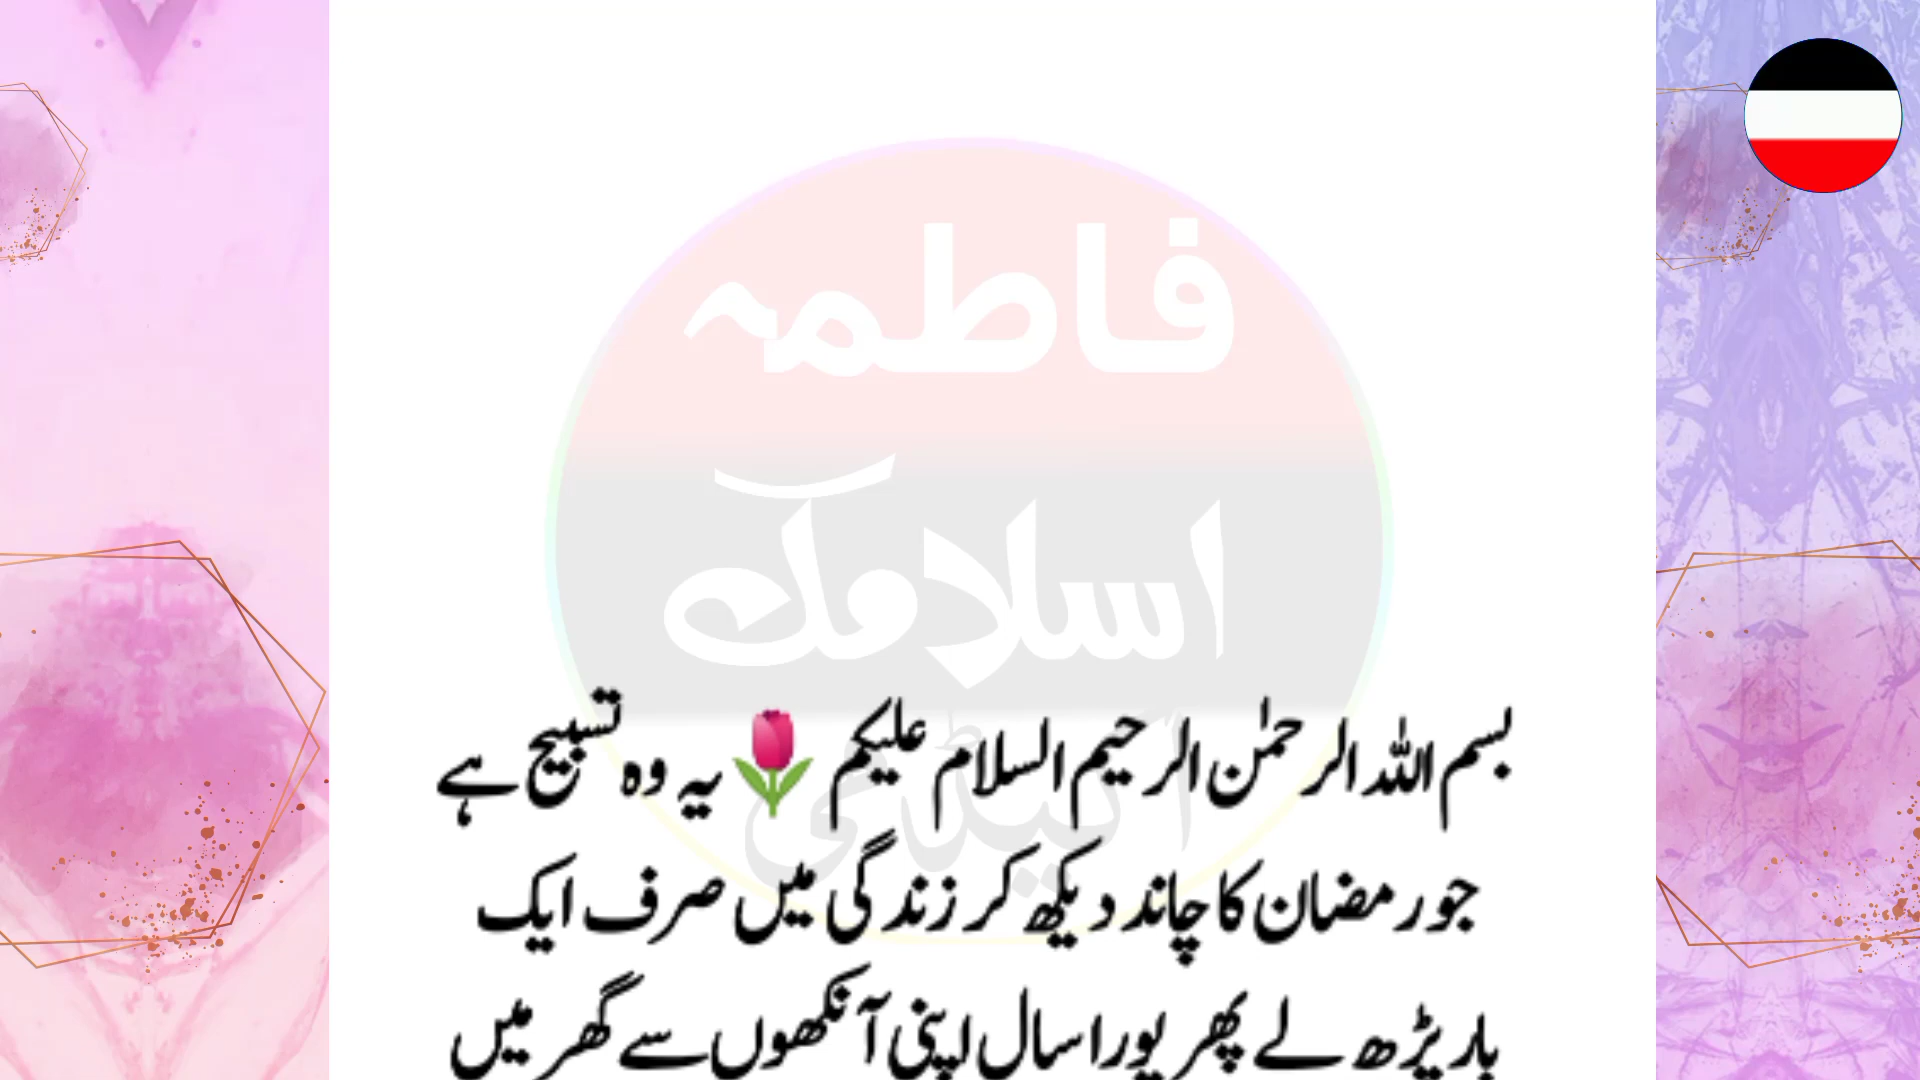 فاطمہ
اسلامک
بسم اللہ الرحمٰن الرحیم السلام علیکم 🌷 یہ وہ تسبیح ہے
جو رمضان کا چاند دیکھ کر زندگی میں صرف ایک
بار پڑھ لے پھر پورا سال اپنی آنکھوں سے گھر میں